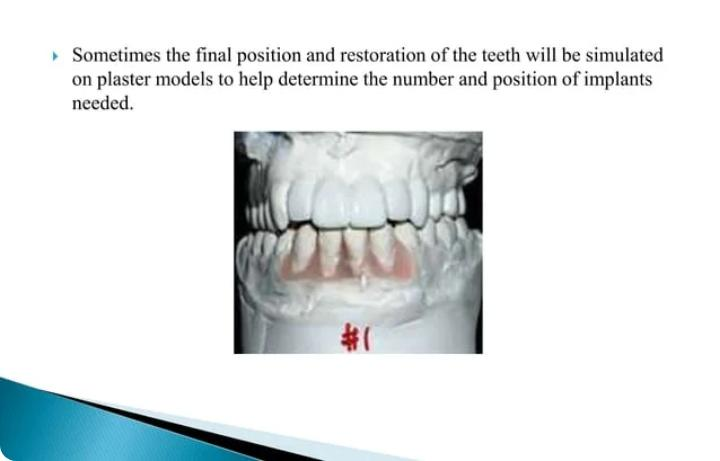 Sometimes the final position and restoration of the teeth will be simulated
on plaster models to help determine the number and position of implants
needed.
#1